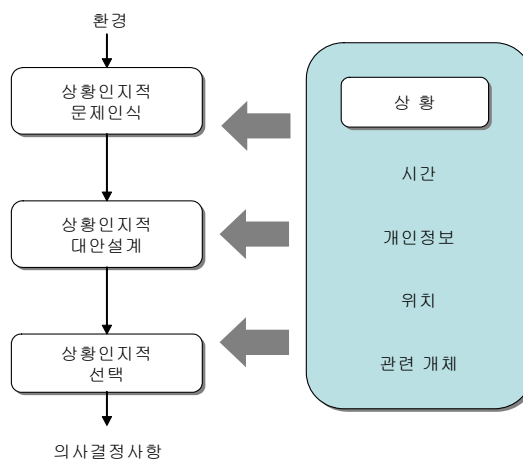 환경
상황인지적
문제인식
상황인지적
대안설계
상황인지적
선택
의사결정사항
상 황
시간
개인정보
위치
관련 개체